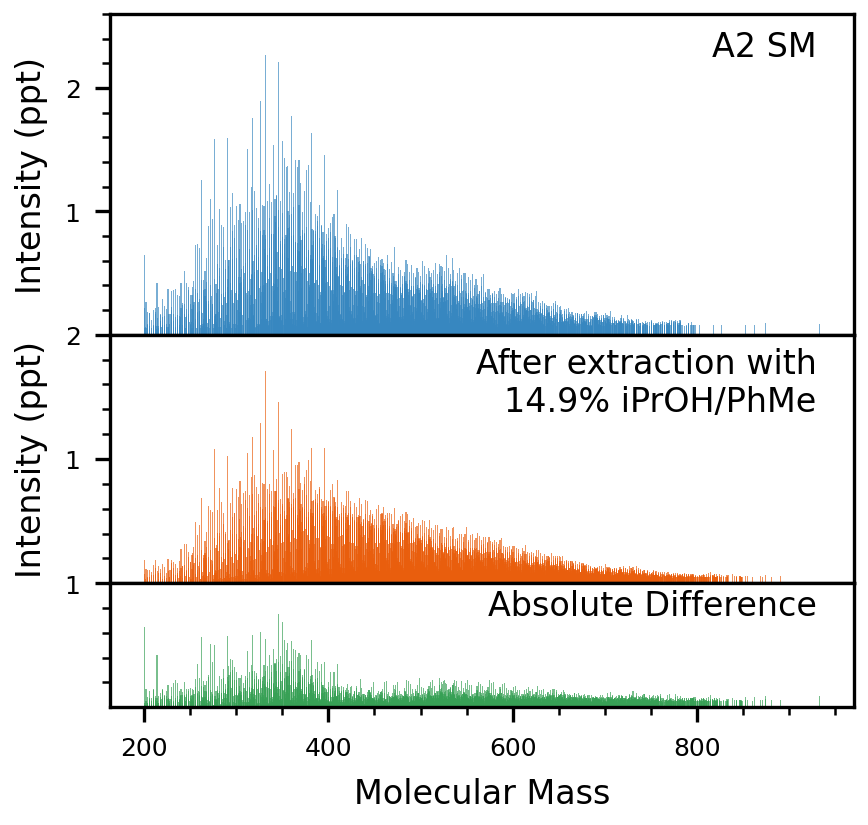 A2 SM
Intensity (ppt)
2
1
After extraction with
14.9% iPrOH/PhMe
Intensity (ppt)
2
1
Absolute Difference
1
200 400 600 800
Molecular Mass